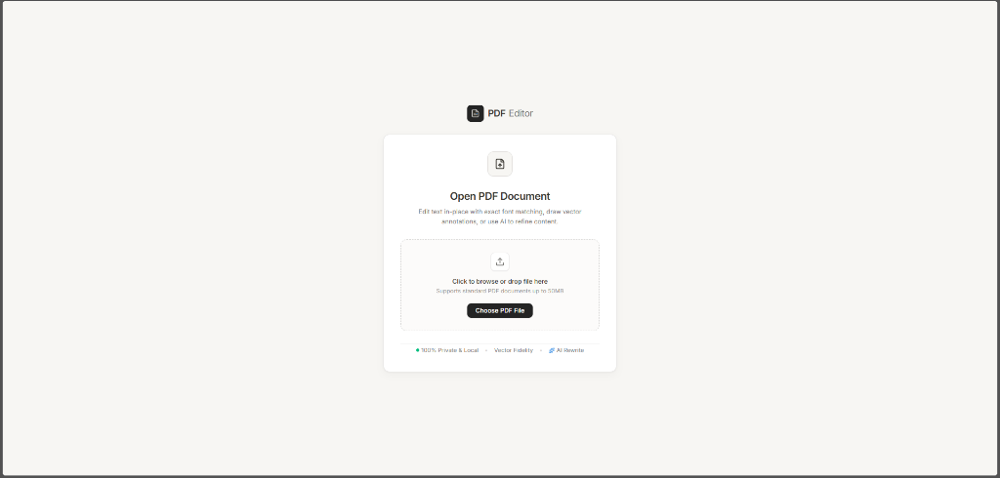 PDF Editor
Open PDF Document
Edit text in-place with exact font matching, draw vector
annotations, or use AI to refine content.
Click to browse or drop file here
Supports standard PDF documents up to 50MB
Choose PDF File
100% Private & Local • Vector Fidelity • AI Rewrite